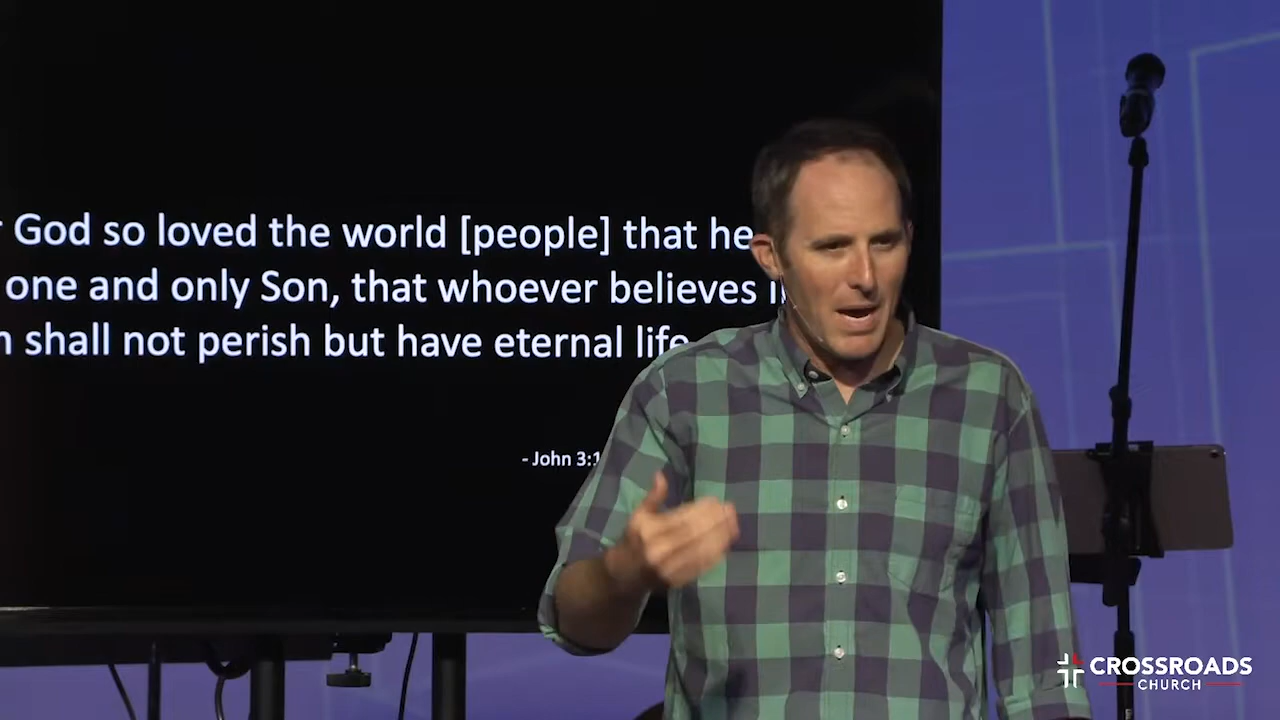 God so loved the world [people] that he
one and only Son, that whoever believes
shall not perish but have eternal life
- John 3:1
CROSSROADS
CHURCH